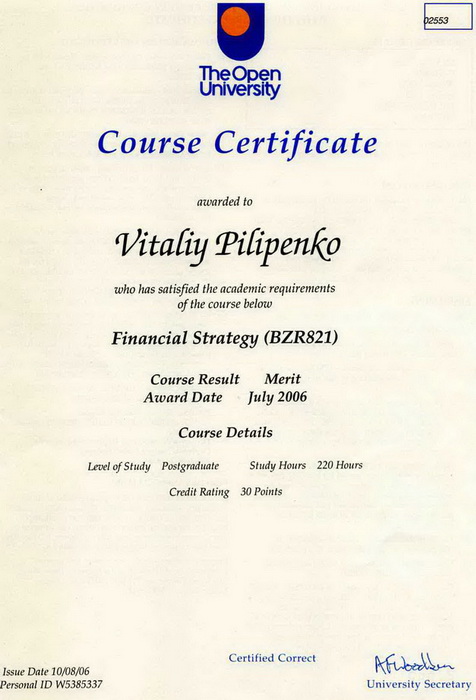 02553
The Open
University
Course Certificate
awarded to
Vitaliy Pilipenko
who has satisfied the academic requirements
of the course below
Financial Strategy (BZR821)
Course Result Merit
Award Date July 2006
Course Details
Level of Study Postgraduate Study Hours 220 Hours
Credit Rating 30 Points
Certified Correct
Issue Date 10/08/06
Personal ID W5385337
University Secretary